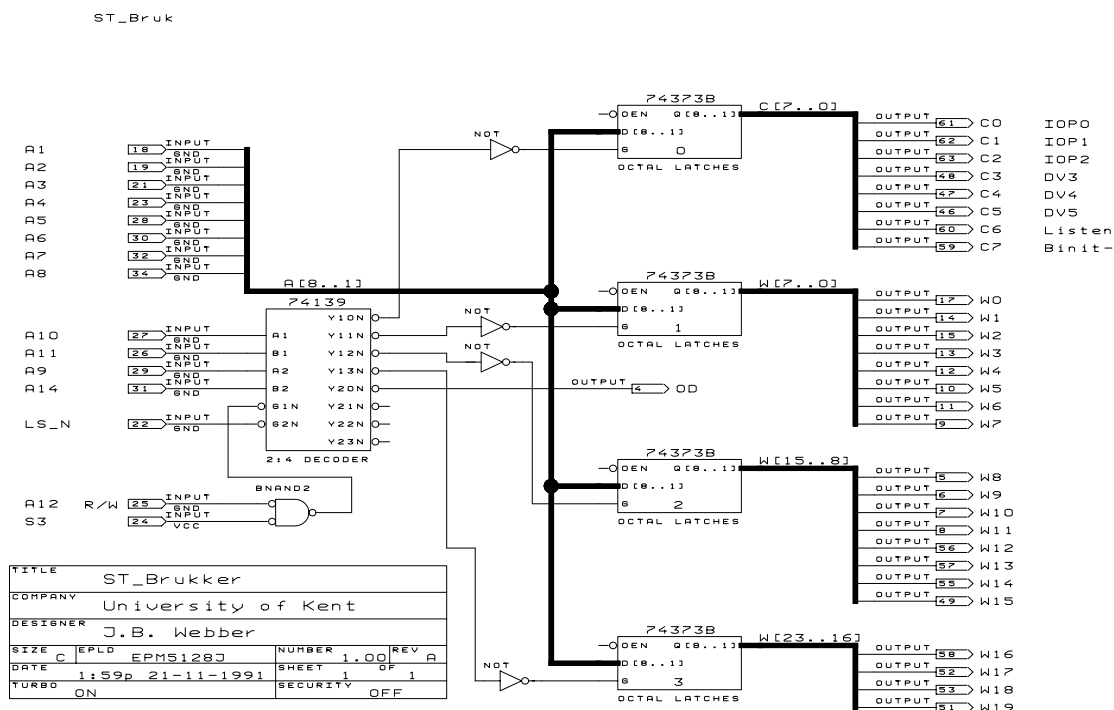 ST_Bruk
A1 18 INPUT GND
A2 19 INPUT GND
A3 21 INPUT GND
A4 23 INPUT GND
A5 28 INPUT GND
A6 30 INPUT GND
A7 32 INPUT GND
A8 34 INPUT GND
A[8..1]
74139
A10 27 INPUT GND
A11 26 INPUT GND
A9 29 INPUT GND
A14 31 INPUT GND
LS_N 22 INPUT GND
A1 Y10N
B1 Y11N
A2 Y12N
B2 Y13N
G1N Y20N
G2N Y21N
Y22N
Y23N
2:4 DECODER
BNAND2
A12 R/W 25 INPUT GND
S3 24 INPUT VCC
NOT
NOT
NOT
NOT
OUTPUT 4 OD
74373B
OEN Q[8..1]
D[8..1]
G 0
OCTAL LATCHES
C[7..0]
OUTPUT 61 C0 IOP0
OUTPUT 62 C1 IOP1
OUTPUT 63 C2 IOP2
OUTPUT 48 C3 DV3
OUTPUT 47 C4 DV4
OUTPUT 46 C5 DV5
OUTPUT 60 C6 Listen
OUTPUT 59 C7 Binit-
74373B
OEN Q[8..1]
D[8..1]
G 1
OCTAL LATCHES
W[7..0]
OUTPUT 17 W0
OUTPUT 14 W1
OUTPUT 15 W2
OUTPUT 13 W3
OUTPUT 12 W4
OUTPUT 10 W5
OUTPUT 11 W6
OUTPUT 9 W7
74373B
OEN Q[8..1]
D[8..1]
G 2
OCTAL LATCHES
W[15..8]
OUTPUT 5 W8
OUTPUT 6 W9
OUTPUT 7 W10
OUTPUT 8 W11
OUTPUT 56 W12
OUTPUT 57 W13
OUTPUT 55 W14
OUTPUT 49 W15
74373B
OEN Q[8..1]
D[8..1]
G 3
OCTAL LATCHES
W[23..16]
OUTPUT 58 W16
OUTPUT 52 W17
OUTPUT 53 W18
OUTPUT 51 W19
TITLE ST_Brukker
COMPANY University of Kent
DESIGNER J.B. Webber
SIZE C EPLD EPM5128J NUMBER 1.00 REV A
DATE 1:59p 21-11-1991 SHEET 1 OF 1
TURBO ON SECURITY OFF